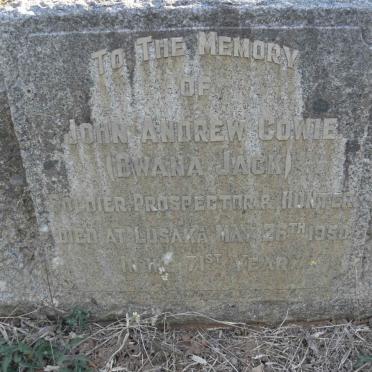 To The Memory
OF
John Andrew Cowie
(Bwana Jack)
Soldier, Prospector & Hunter
Died at Lusaka May 26th 1950
In his 71st Year